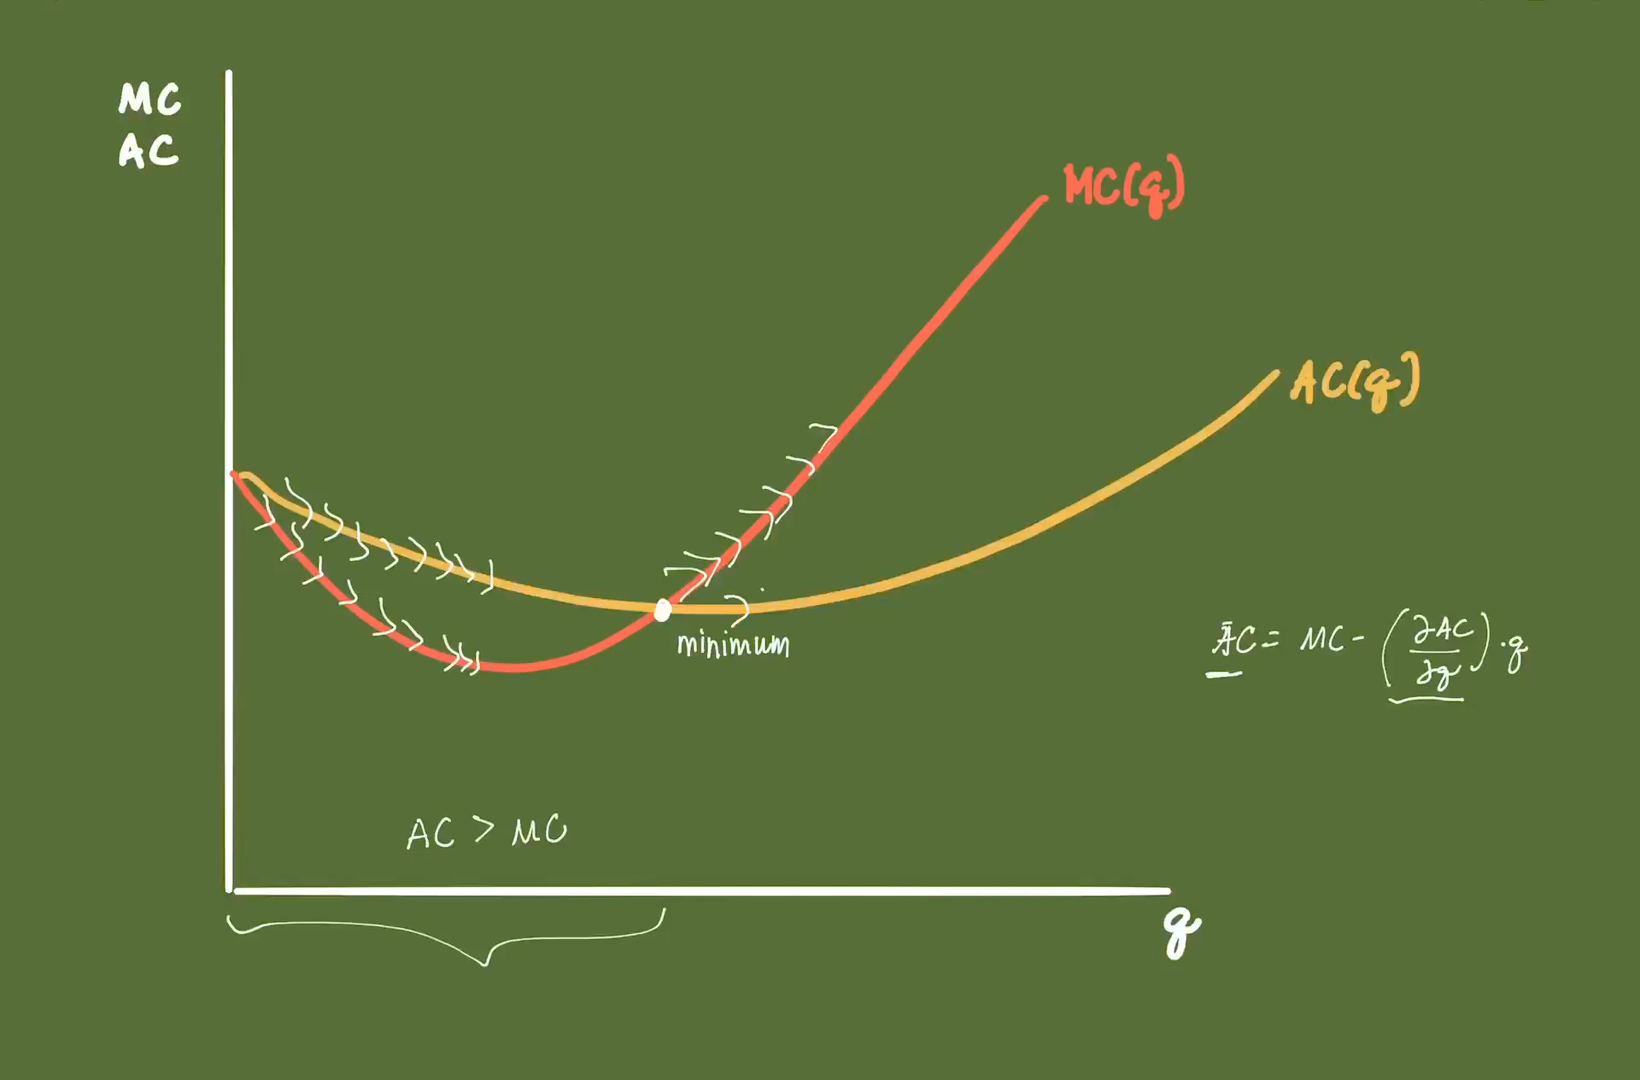 MC
AC
MC(q)
AC(q)
minimum
AC = MC - (∂AC/∂q) · q
AC > MC
q